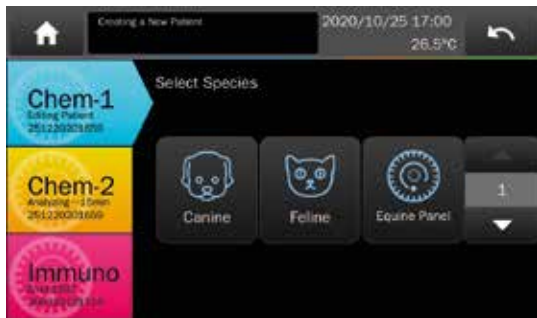 Creating a New Patient
2020/10/25 17:00
26.5°C
Select Species
Chem-1
Editing Patient
Chem-2
Analyzing
Immuno
Canine
Feline
Equine Panel
1